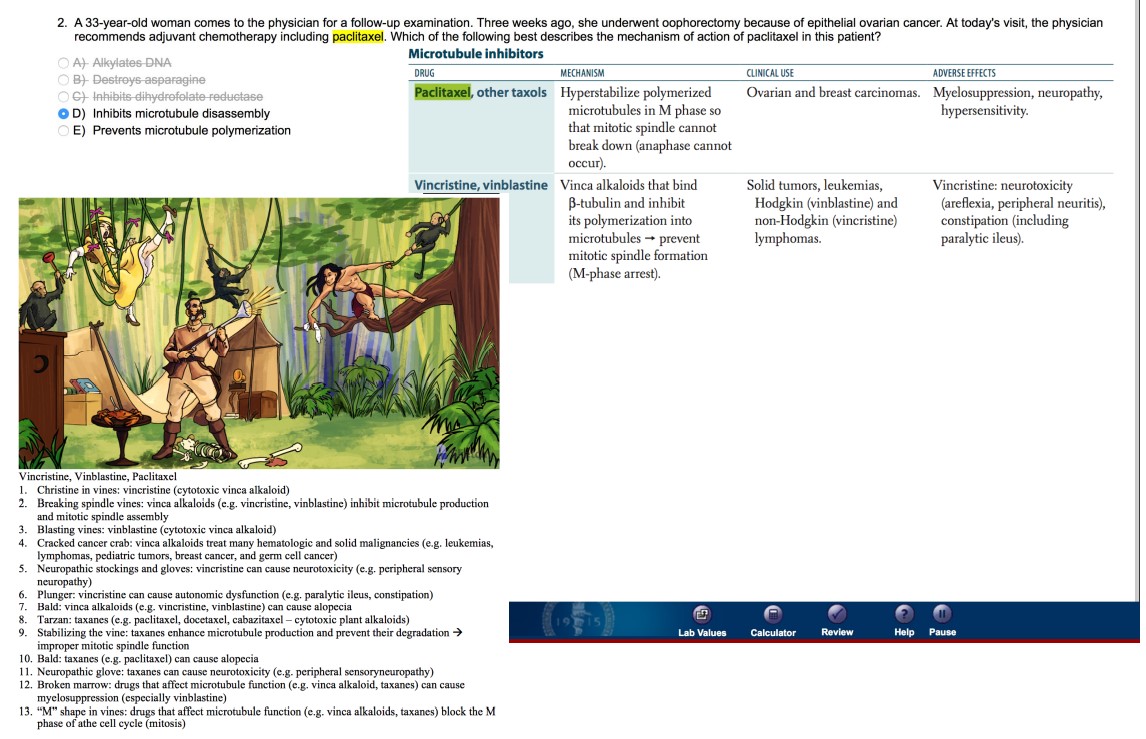 2. A 33-year-old woman comes to the physician for a follow-up examination. Three weeks ago, she underwent oophorectomy because of epithelial ovarian cancer. At today's visit, the physician
recommends adjuvant chemotherapy including paclitaxel. Which of the following best describes the mechanism of action of paclitaxel in this patient?
A) Alkylates DNA
B) Destroys asparagine
C) Inhibits dihydrofolate reductase
D) Inhibits microtubule disassembly
E) Prevents microtubule polymerization
Microtubule inhibitors
DRUG MECHANISM CLINICAL USE ADVERSE EFFECTS
Paclitaxel, other taxols Hyperstabilize polymerized Ovarian and breast carcinomas. Myelosuppression, neuropathy,
microtubules in M phase so hypersensitivity.
that mitotic spindle cannot
break down (anaphase cannot
occur).
Vincristine, vinblastine Vinca alkaloids that bind Solid tumors, leukemias, Vincristine: neurotoxicity
β-tubulin and inhibit Hodgkin (vinblastine) and (areflexia, peripheral neuritis),
its polymerization into non-Hodgkin (vincristine) constipation (including
microtubules → prevent lymphomas. paralytic ileus).
mitotic spindle formation
(M-phase arrest).
Vincristine, Vinblastine, Paclitaxel
1. Christine in vines: vincristine (cytotoxic vinca alkaloid)
2. Breaking spindle vines: vinca alkaloids (e.g. vincristine, vinblastine) inhibit microtubule production
and mitotic spindle assembly
3. Blasting vines: vinblastine (cytotoxic vinca alkaloid)
4. Cracked cancer crab: vinca alkaloids treat many hematologic and solid malignancies (e.g. leukemias,
lymphomas, pediatric tumors, breast cancer, and germ cell cancer)
5. Neuropathic stockings and gloves: vincristine can cause neurotoxicity (e.g. peripheral sensory
neuropathy)
6. Plunger: vincristine can cause autonomic dysfunction (e.g. paralytic ileus, constipation)
7. Bald: vinca alkaloids (e.g. vincristine, vinblastine) can cause alopecia
8. Tarzan: taxanes (e.g. paclitaxel, docetaxel, cabazitaxel – cytotoxic plant alkaloids)
9. Stabilizing the vine: taxanes enhance microtubule production and prevent their degradation →
improper mitotic spindle function
10. Bald: taxanes (e.g. paclitaxel) can cause alopecia
11. Neuropathic glove: taxanes can cause neurotoxicity (e.g. peripheral sensoryneuropathy)
12. Broken marrow: drugs that affect microtubule function (e.g. vinca alkaloid, taxanes) can cause
myelosuppression (especially vinblastine)
13. “M” shape in vines: drugs that affect microtubule function (e.g. vinca alkaloids, taxanes) block the M
phase of athe cell cycle (mitosis)
19 15
Lab Values Calculator Review Help Pause